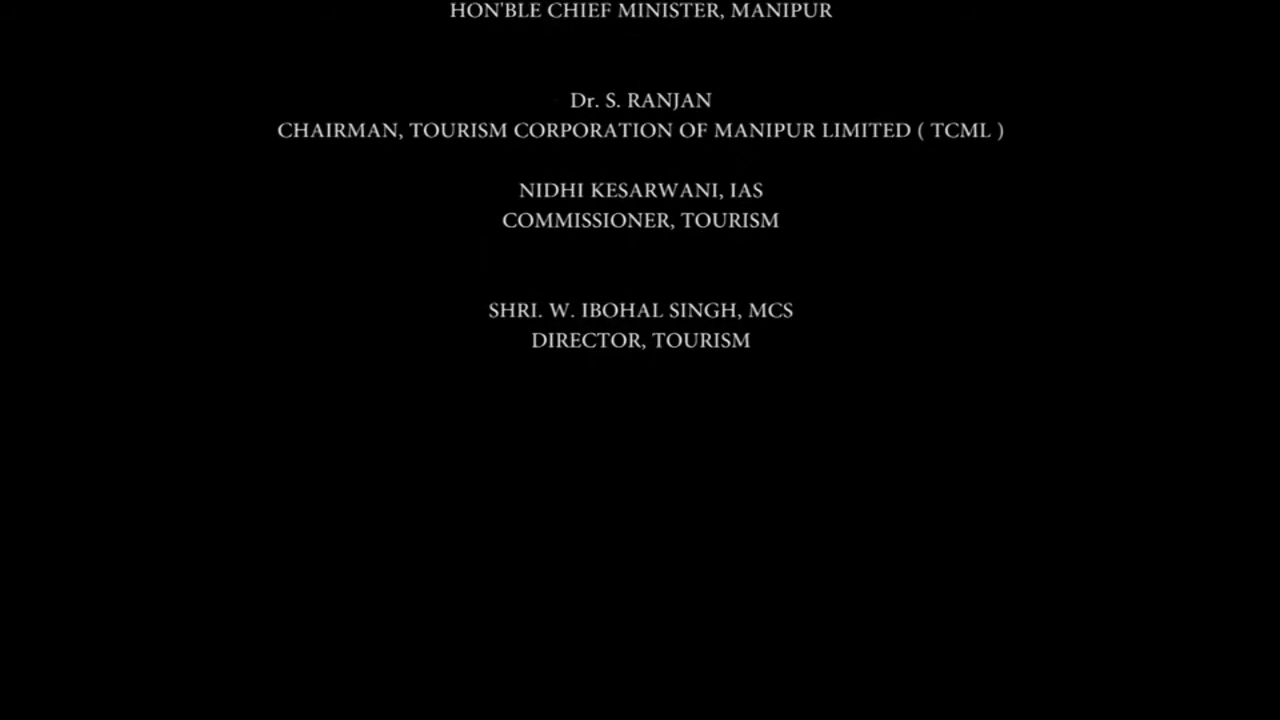 HON'BLE CHIEF MINISTER, MANIPUR
Dr. S. RANJAN
CHAIRMAN, TOURISM CORPORATION OF MANIPUR LIMITED ( TCML )
NIDHI KESARWANI, IAS
COMMISSIONER, TOURISM
SHRI. W. IBOHAL SINGH, MCS
DIRECTOR, TOURISM